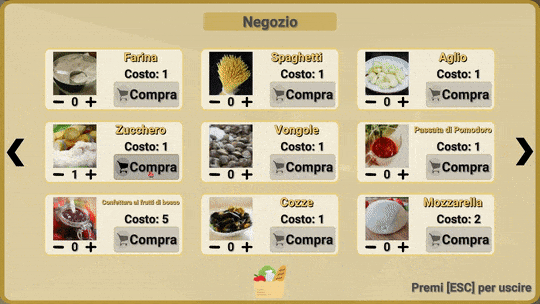 Negozio
Farina
Costo: 1
- 0 +
Compra
Spaghetti
Costo: 1
- 0 +
Compra
Aglio
Costo: 1
- 0 +
Compra
Zucchero
Costo: 1
- 1 +
Compra
Vongole
Costo: 1
- 0 +
Compra
Passata di Pomodoro
Costo: 1
- 0 +
Compra
Confettura ai frutti di bosco
Costo: 5
- 0 +
Compra
Cozze
Costo: 1
- 0 +
Compra
Mozzarella
Costo: 2
- 0 +
Compra
Premi [ESC] per uscire